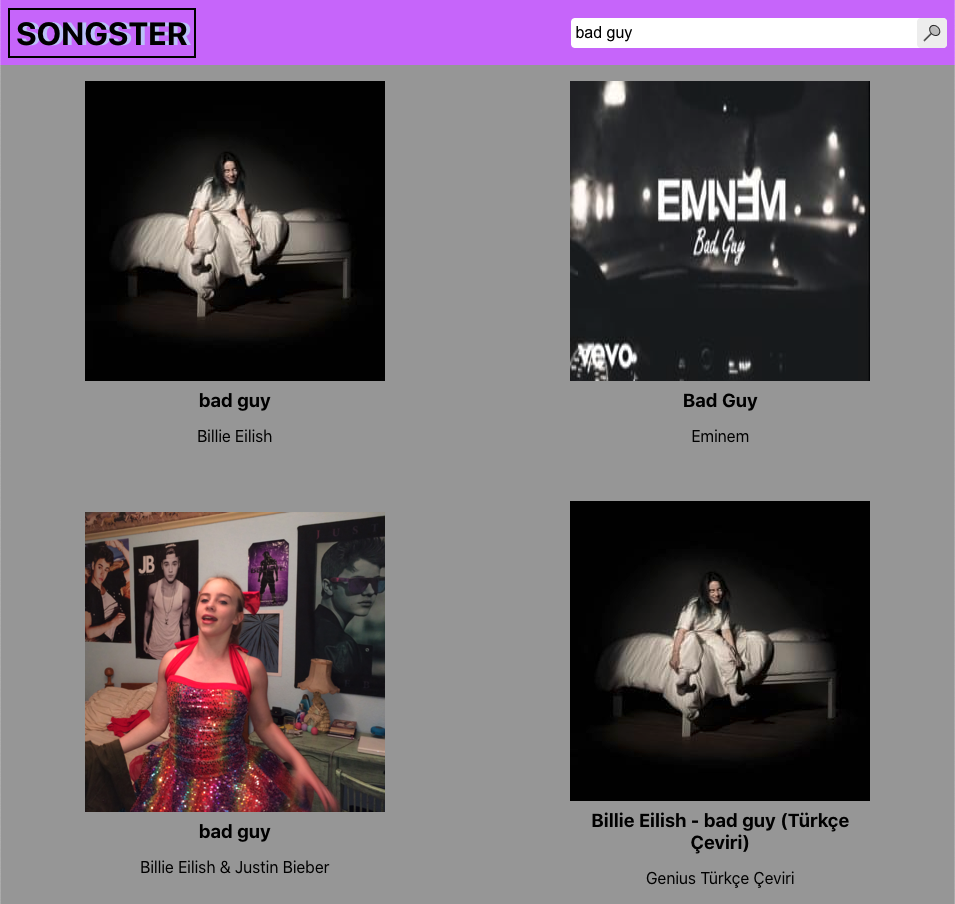 SONGSTER
bad guy
EMINEM
Bad Guy
vevo
bad guy
Billie Eilish
Bad Guy
Eminem
JB
JUSTI
bad guy
Billie Eilish & Justin Bieber
Billie Eilish - bad guy (Türkçe
Çeviri)
Genius Türkçe Çeviri